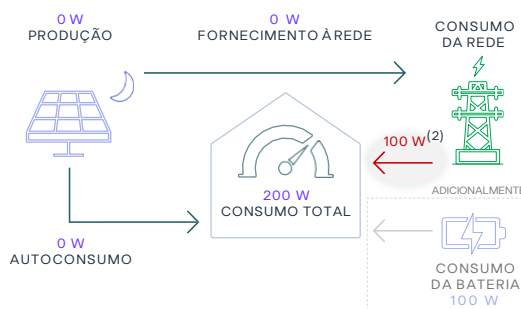 0 W
PRODUÇÃO
0 W
FORNECIMENTO À REDE
CONSUMO
DA REDE
100 W(2)
200 W
CONSUMO TOTAL
ADICIONALMENTE
0 W
AUTOCONSUMO
CONSUMO
DA BATERIA
100 W